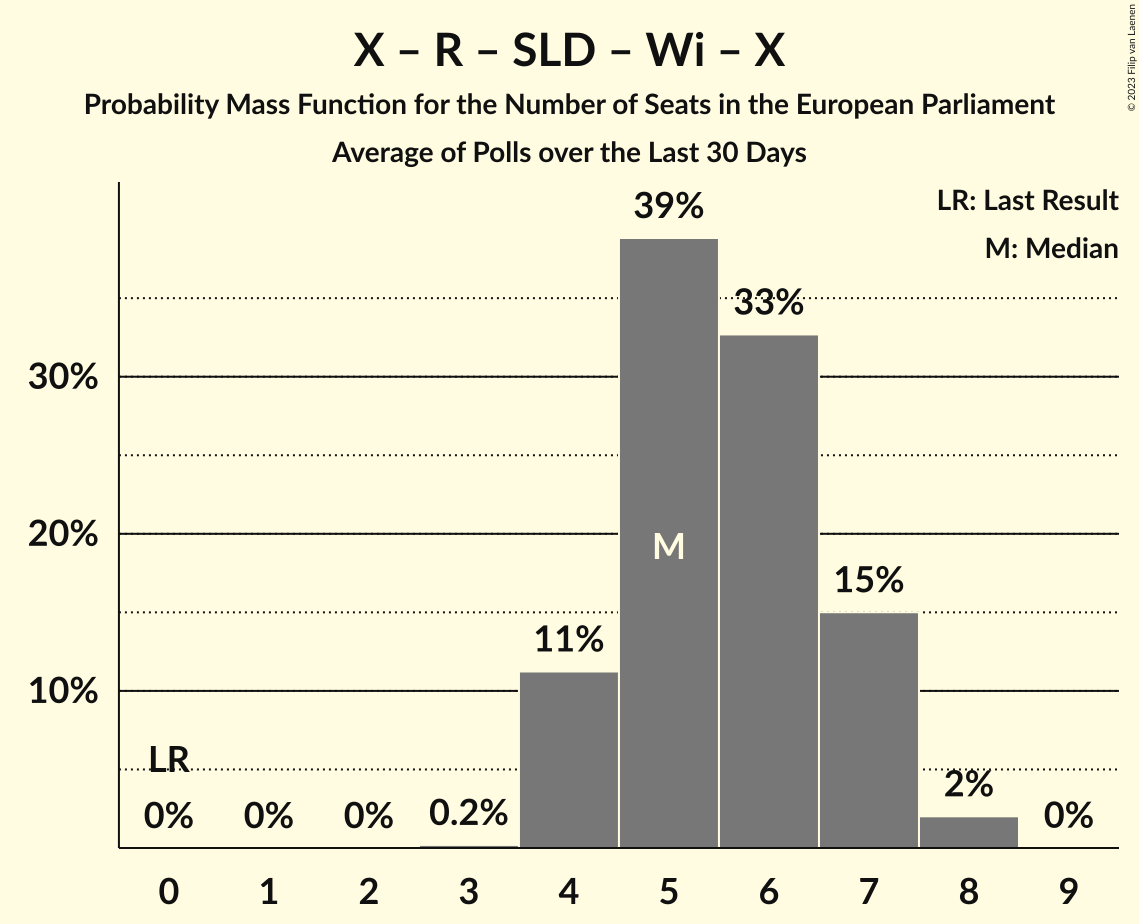 X – R – SLD – Wi – X
Probability Mass Function for the Number of Seats in the European Parliament
Average of Polls over the Last 30 Days
© 2023 Filip van Laenen
LR: Last Result
M: Median
39%
33%
30%
20%
M
15%
11%
10%
LR
2%
0%
0%
0%
0.2%
0%
0 1 2 3 4 5 6 7 8 9